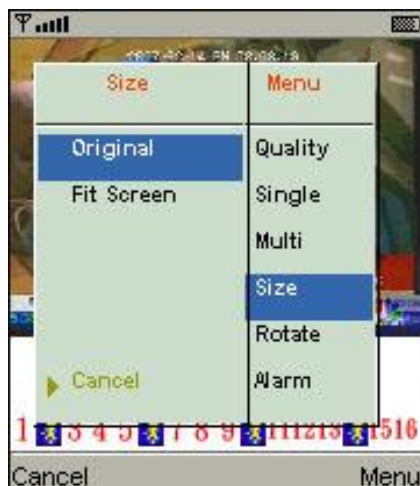 Size
Menu
Original
Fit Screen
Cancel
Quality
Single
Multi
Size
Rotate
Alarm
1 3 4 5 7 8 9 11 12 13 15 16
Cancel
Menu